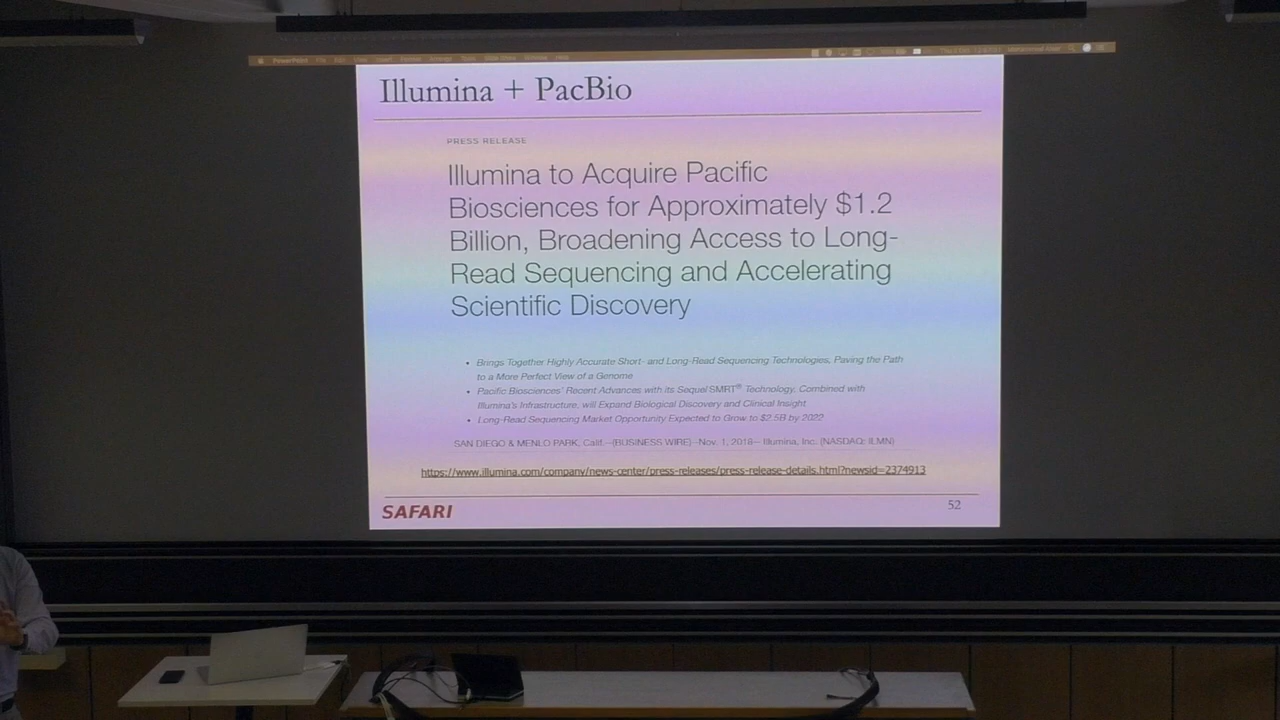 PowerPoint
Illumina + PacBio
PRESS RELEASE
Illumina to Acquire Pacific
Biosciences for Approximately $1.2
Billion, Broadening Access to Long-
Read Sequencing and Accelerating
Scientific Discovery
• Brings Together Highly Accurate Short- and Long-Read Sequencing Technologies, Paving the Path
to a More Perfect View of a Genome
• Pacific Biosciences' Recent Advances with its Sequel SMRT® Technology, Combined with
Illumina's Infrastructure, will Expand Biological Discovery and Clinical Insight
• Long-Read Sequencing Market Opportunity Expected to Grow to $2.5B by 2022
SAN DIEGO & MENLO PARK, Calif.--(BUSINESS WIRE)--Nov. 1, 2018-- Illumina, Inc. (NASDAQ: ILMN)
https://www.illumina.com/company/news-center/press-releases/press-release-details.html?newsid=2374913
SAFARI
52